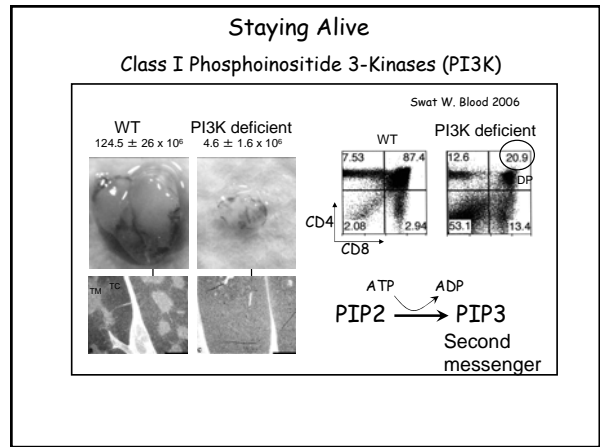 Staying Alive
Class I Phosphoinositide 3-Kinases (PI3K)
Swat W. Blood 2006
WT
124.5 ± 26 x 10⁶
PI3K deficient
4.6 ± 1.6 x 10⁶
TM TC
WT
7.53 87.4
2.08 2.94
CD4
CD8
PI3K deficient
12.6 20.9
DP
53.1 13.4
ATP ADP
PIP2 PIP3
Second
messenger